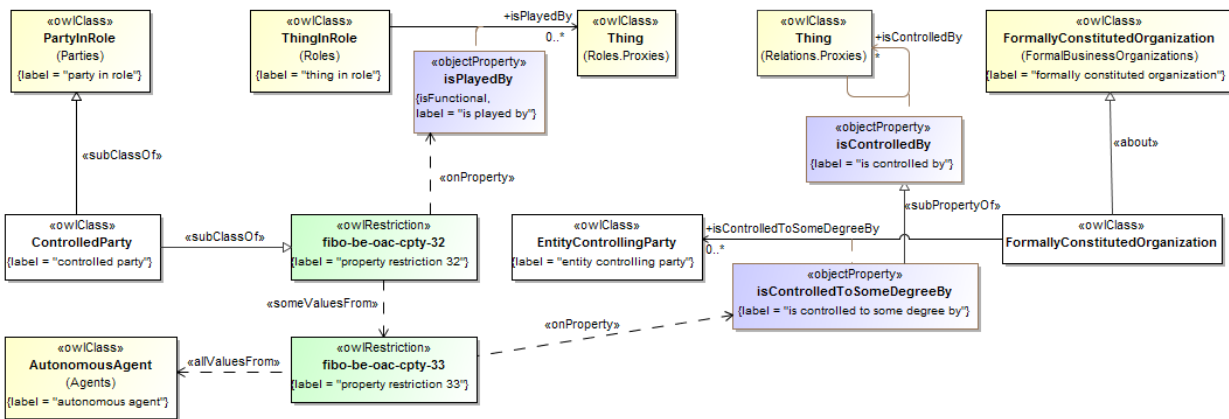 «owlClass»
PartyInRole
(Parties)
{label = "party in role"}
«owlClass»
ThingInRole
(Roles)
{label = "thing in role"}
+isPlayedBy
0..*
«owlClass»
Thing
(Roles.Proxies)
«objectProperty»
isPlayedBy
{isFunctional,
label = "is played by"}
«owlClass»
Thing
(Relations.Proxies)
+isControlledBy
*
«owlClass»
FormallyConstitutedOrganization
(FormalBusinessOrganizations)
{label = "formally constituted organization"}
«objectProperty»
isControlledBy
{label = "is controlled by"}
«subClassOf»
«onProperty»
«about»
«subPropertyOf»
«owlClass»
ControlledParty
{label = "controlled party"}
«subClassOf»
«owlRestriction»
fibo-be-oac-cpty-32
{label = "property restriction 32"}
«owlClass»
EntityControllingParty
{label = "entity controlling party"}
+isControlledToSomeDegreeBy
0..*
«owlClass»
FormallyConstitutedOrganization
«objectProperty»
isControlledToSomeDegreeBy
{label = "is controlled to some degree by"}
«someValuesFrom»
«onProperty»
«owlClass»
AutonomousAgent
(Agents)
{label = "autonomous agent"}
«allValuesFrom»
«owlRestriction»
fibo-be-oac-cpty-33
{label = "property restriction 33"}